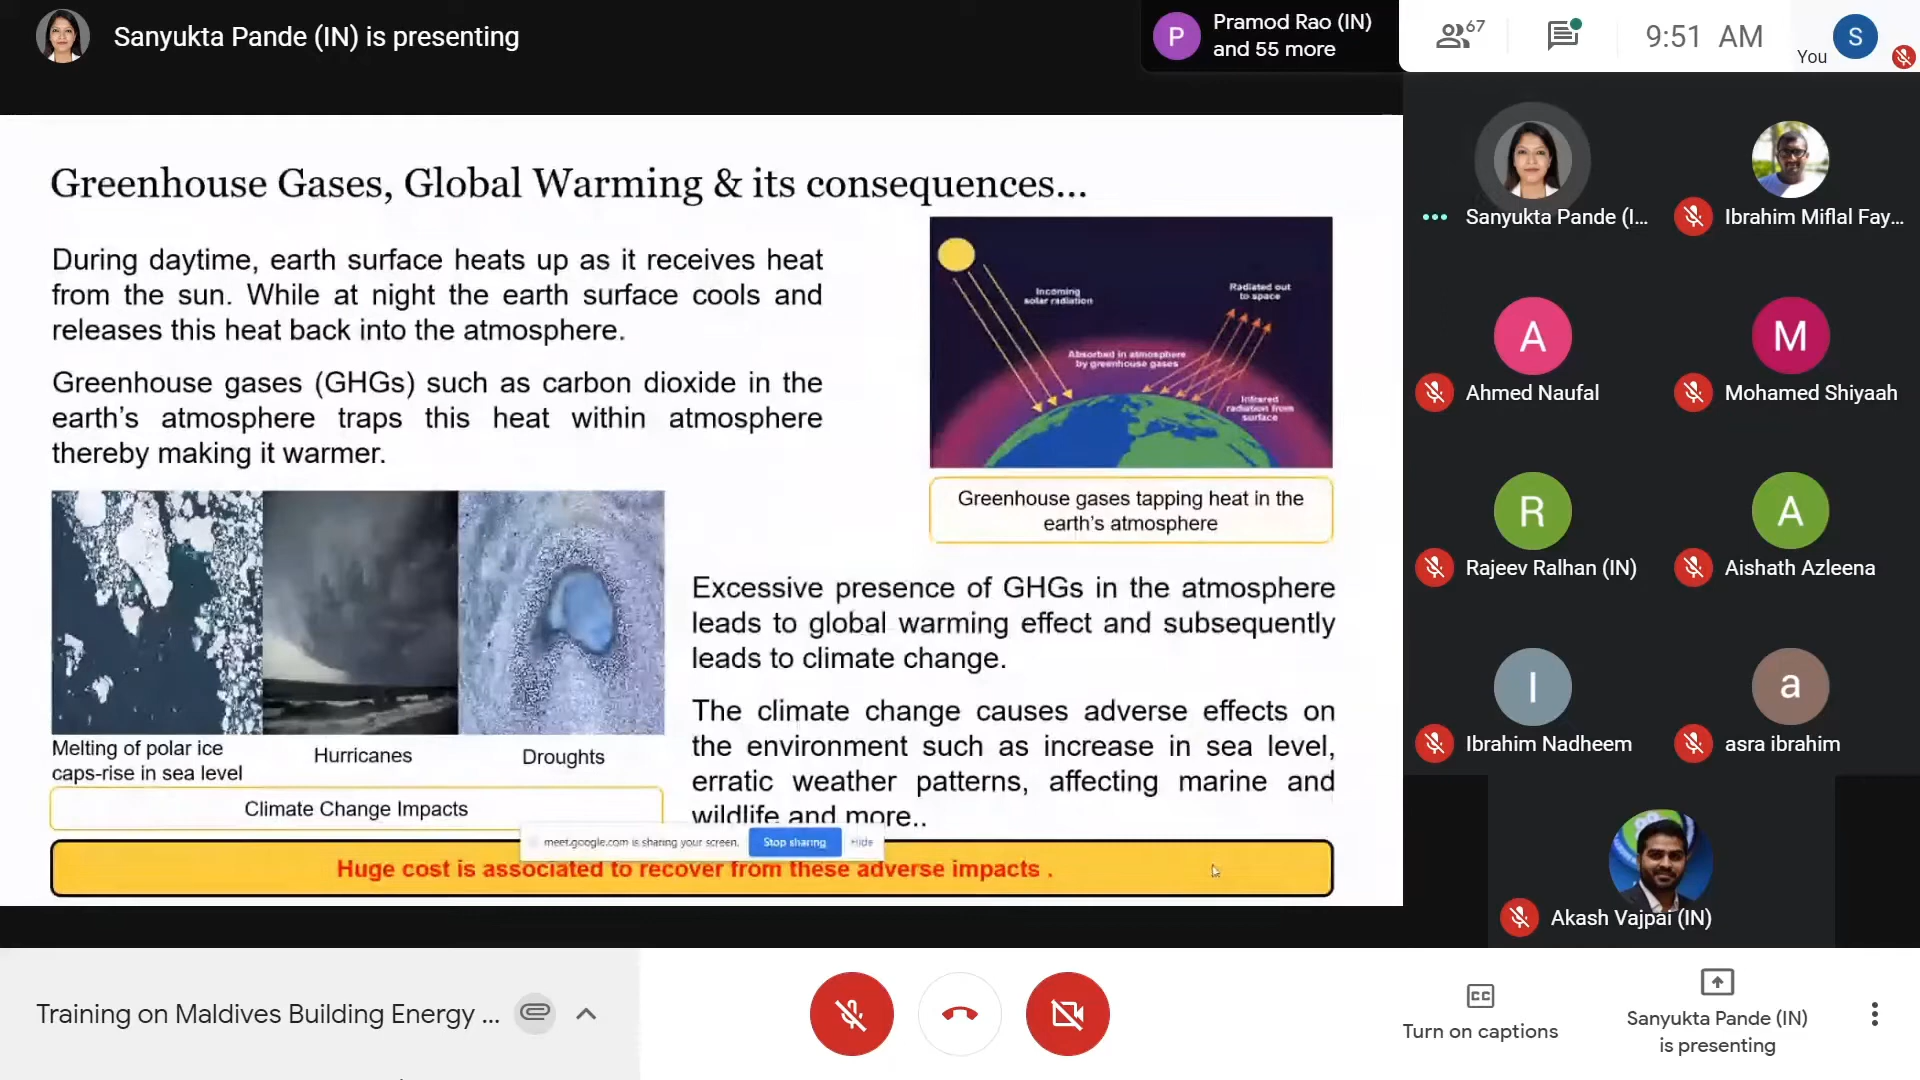 Sanyukta Pande (IN) is presenting
P
Pramod Rao (IN)
and 55 more
67
9:51 AM
You
S
Greenhouse Gases, Global Warming & its consequences...
During daytime, earth surface heats up as it receives heat
from the sun. While at night the earth surface cools and
releases this heat back into the atmosphere.
Greenhouse gases (GHGs) such as carbon dioxide in the
earth's atmosphere traps this heat within atmosphere
thereby making it warmer.
Incoming
solar radiation
Radiated out
to space
Absorbed in atmosphere
by greenhouse gases
Infrared
radiation from
surface
Greenhouse gases tapping heat in the
earth's atmosphere
Melting of polar ice
caps-rise in sea level
Hurricanes
Droughts
Climate Change Impacts
Excessive presence of GHGs in the atmosphere
leads to global warming effect and subsequently
leads to climate change.
The climate change causes adverse effects on
the environment such as increase in sea level,
erratic weather patterns, affecting marine and
wildlife and more..
meet.google.com is sharing your screen.
Stop sharing
Hide
Huge cost is associated to recover from these adverse impacts .
Sanyukta Pande (I...
Ibrahim Miflal Fay...
A
Ahmed Naufal
M
Mohamed Shiyaah
R
Rajeev Ralhan (IN)
A
Aishath Azleena
I
Ibrahim Nadheem
a
asra ibrahim
Akash Vajpai (IN)
Training on Maldives Building Energy ...
CC
Turn on captions
Sanyukta Pande (IN)
is presenting